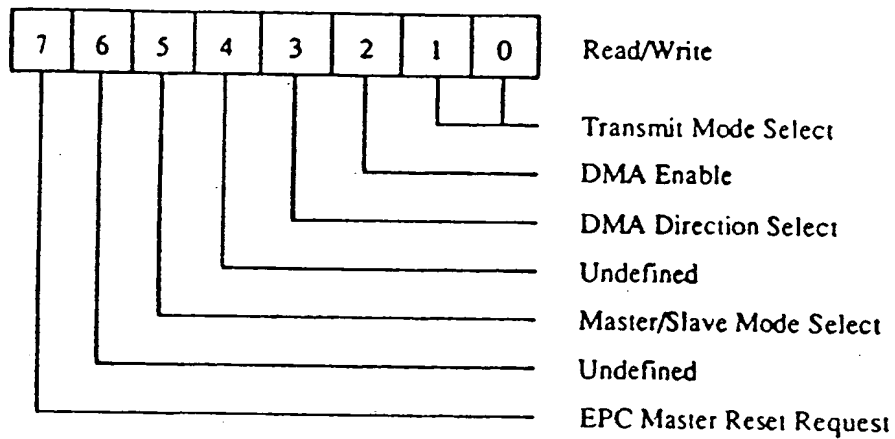 7 6 5 4 3 2 1 0 Read/Write
Transmit Mode Select
DMA Enable
DMA Direction Select
Undefined
Master/Slave Mode Select
Undefined
EPC Master Reset Request